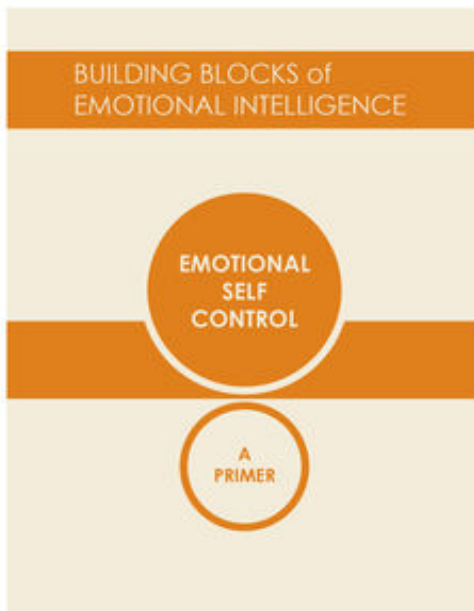 BUILDING BLOCKS of
EMOTIONAL INTELLIGENCE
EMOTIONAL
SELF
CONTROL
A
PRIMER